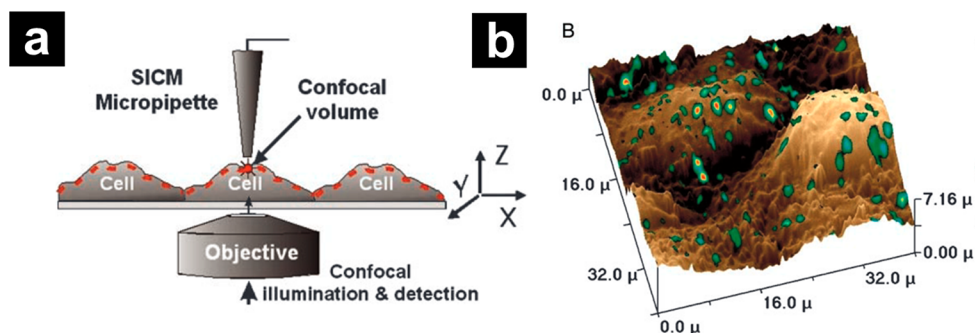 a
SICM
Micropipette
Confocal
volume
Cell
Cell
Cell
Z
Y
X
Objective
Confocal
illumination & detection
b
B
0.0 µ
16.0 µ
32.0 µ
7.16 µ
0.00 µ
32.0 µ
16.0 µ
0.0 µ